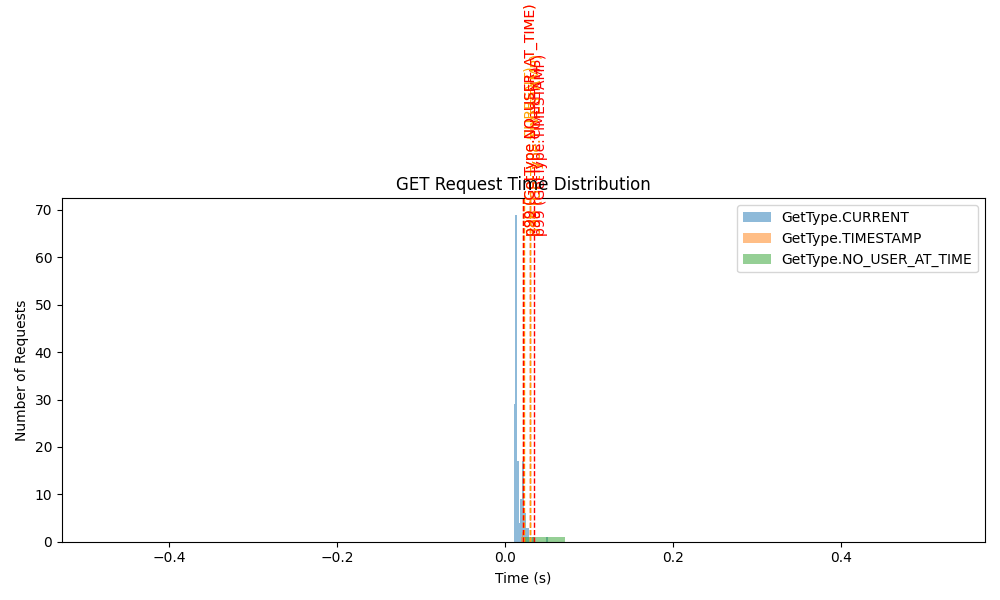 p99 (GetType.NO_USER_AT_TIME)
p99 (GetType.TIMESTAMP)
GET Request Time Distribution
GetType.CURRENT
GetType.TIMESTAMP
GetType.NO_USER_AT_TIME
Number of Requests
70
60
50
40
30
20
10
0
−0.4
−0.2
0.0
0.2
0.4
Time (s)